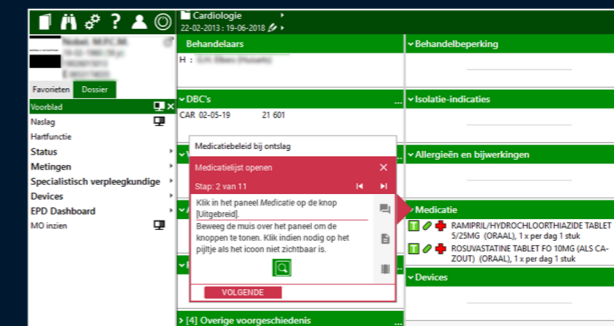 Cardiologie
22-02-2013 : 19-06-2018
Behandelaars
Behandelbeperking
H :
Favorieten Dossier
Voorblad
Naslag
Hartfunctie
Status
Metingen
Specialistisch verpleegkundige
Devices
EPD Dashboard
MO inzien
DBC's ...
CAR 02-05-19 21 601
Isolatie-indicaties
Allergieën en bijwerkingen
Medicatiebeleid bij ontslag
Medicatielijst openen
Stap: 2 van 11
Klik in het paneel Medicatie op de knop
[Uitgebreid].
Beweeg de muis over het paneel om de
knoppen te tonen. Klik indien nodig op het
pijltje als het icoon niet zichtbaar is.
VOLGENDE
Medicatie
RAMIPRIL/HYDROCHLOORTHIAZIDE TABLET
5/25MG (ORAAL), 1 x per dag 1 stuk
ROSUVASTATINE TABLET FO 10MG (ALS CA-
ZOUT) (ORAAL), 1 x per dag 1 stuk
Devices
[4] Overige voorgeschiedenis ...